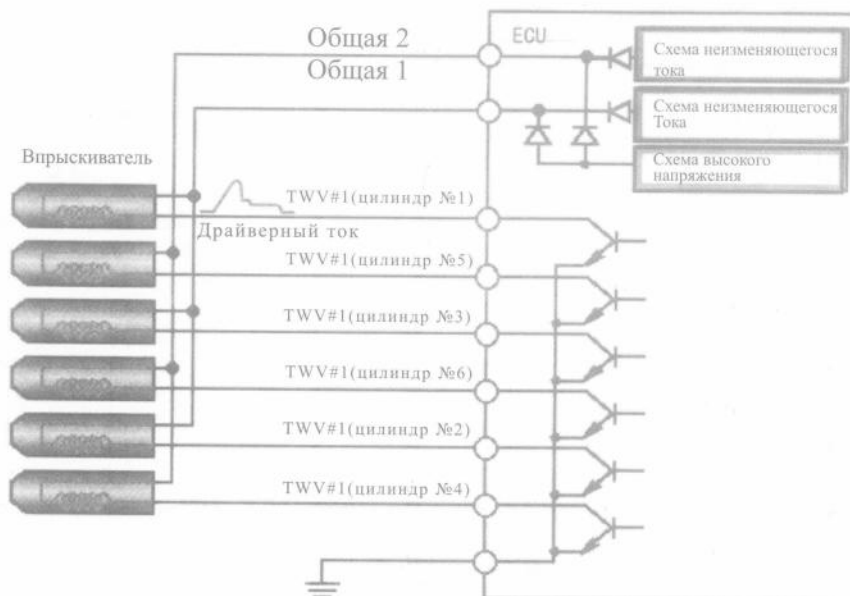 Общая 2
Общая 1
ECU
Схема неизменяющегося
тока
Схема неизменяющегося
Тока
Схема высокого
напряжения
Впрыскиватель
TWV#1(цилиндр №1)
Драйверный ток
TWV#1(цилиндр №5)
TWV#1(цилиндр №3)
TWV#1(цилиндр №6)
TWV#1(цилиндр №2)
TWV#1(цилиндр №4)